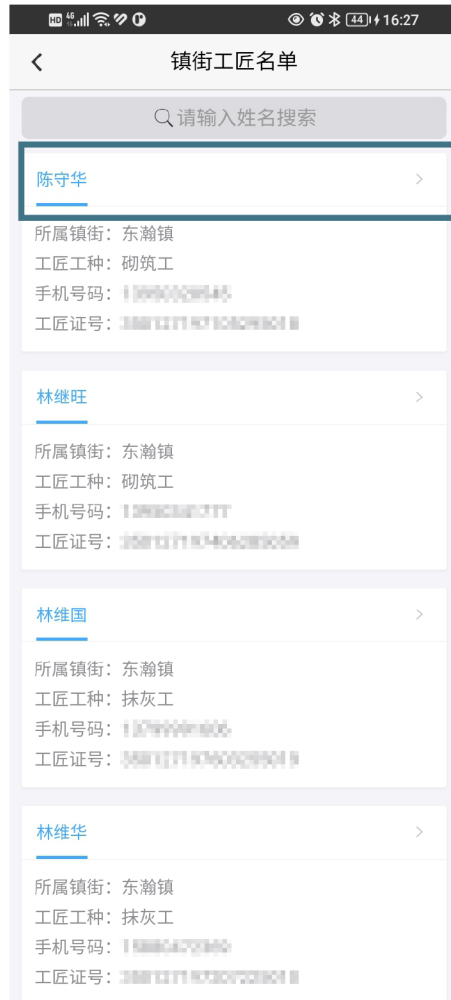 HD 46 44 16:27
镇街工匠名单
请输入姓名搜索
陈守华
所属镇街：东瀚镇
工匠工种：砌筑工
手机号码：
工匠证号：
林继旺
所属镇街：东瀚镇
工匠工种：砌筑工
手机号码：
工匠证号：
林维国
所属镇街：东瀚镇
工匠工种：抹灰工
手机号码：
工匠证号：
林维华
所属镇街：东瀚镇
工匠工种：抹灰工
手机号码：
工匠证号：